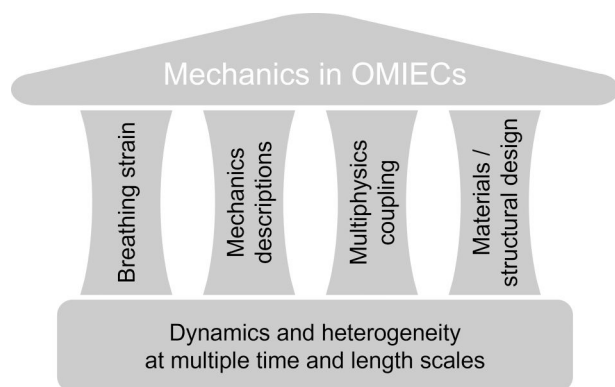 Mechanics in OMIECs
Breathing strain
Mechanics
descriptions
Multiphysics
coupling
Materials /
structural design
Dynamics and heterogeneity
at multiple time and length scales